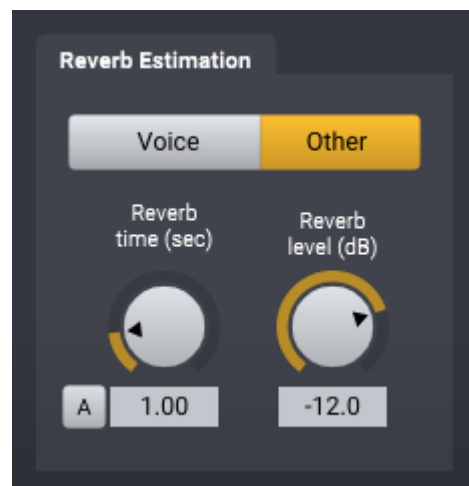 Reverb Estimation
Voice Other
Reverb
time (sec)
Reverb
level (dB)
A 1.00 -12.0